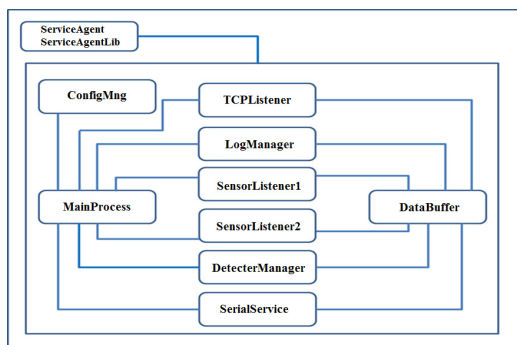 ServiceAgent
ServiceAgentLib
ConfigMng
TCPListener
LogManager
SensorListener1
MainProcess
DataBuffer
SensorListener2
DetecterManager
SerialService